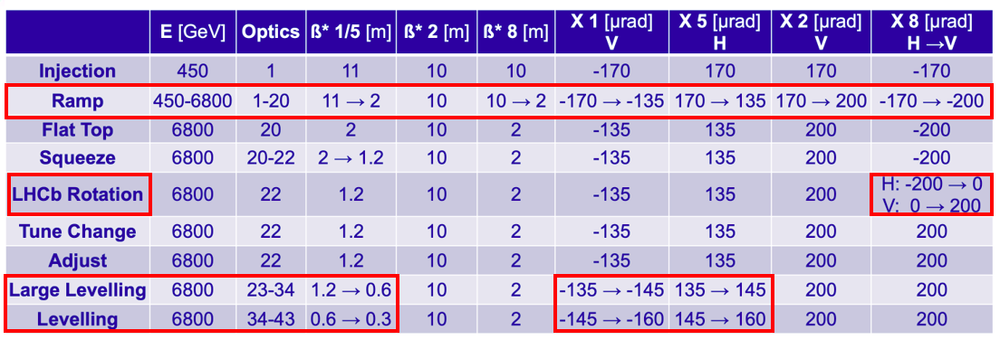 E [GeV] Optics ß* 1/5 [m] ß* 2 [m] ß* 8 [m] X 1 [µrad] V X 5 [µrad] H X 2 [µrad] V X 8 [µrad] H →V
Injection 450 1 11 10 10 -170 170 170 -170
Ramp 450-6800 1-20 11 → 2 10 10 → 2 -170 → -135 170 → 135 170 → 200 -170 → -200
Flat Top 6800 20 2 10 2 -135 135 200 -200
Squeeze 6800 20-22 2 → 1.2 10 2 -135 135 200 -200
LHCb Rotation 6800 22 1.2 10 2 -135 135 200 H: -200 → 0
V: 0 → 200
Tune Change 6800 22 1.2 10 2 -135 135 200 200
Adjust 6800 22 1.2 10 2 -135 135 200 200
Large Levelling 6800 23-34 1.2 → 0.6 10 2 -135 → -145 135 → 145 200 200
Levelling 6800 34-43 0.6 → 0.3 10 2 -145 → -160 145 → 160 200 200